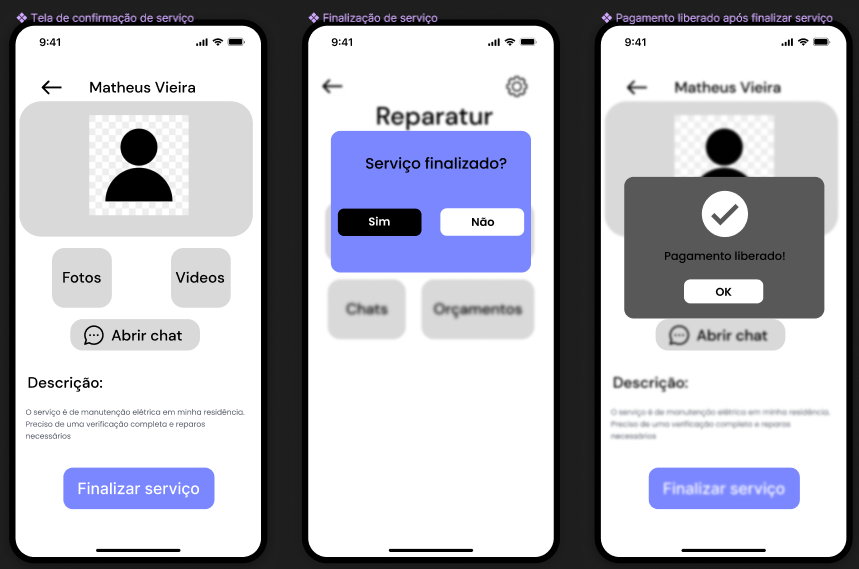 Tela de confirmação de serviço
9:41
Matheus Vieira
Fotos
Videos
Abrir chat
Descrição:
O serviço é de manutenção elétrica em minha residência.
Preciso de uma verificação completa e reparos
necessários
Finalizar serviço
Finalização de serviço
9:41
Reparatur
Serviço finalizado?
Sim
Não
Chats
Orçamentos
Pagamento liberado após finalizar serviço
9:41
Matheus Vieira
Pagamento liberado!
OK
Abrir chat
Descrição:
O serviço é de manutenção elétrica em minha residência.
Preciso de uma verificação completa e reparos
necessários
Finalizar serviço